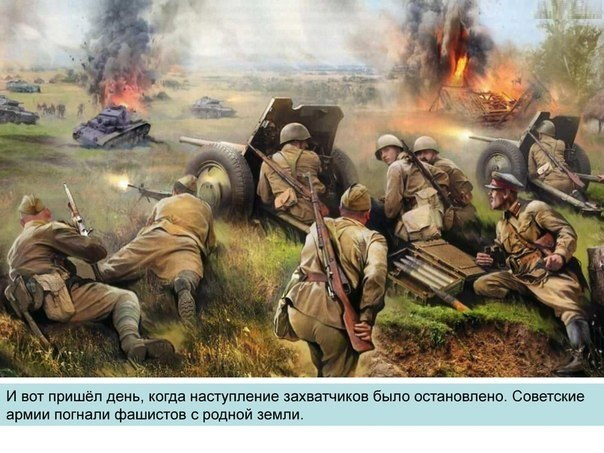 И вот пришёл день, когда наступление захватчиков было остановлено. Советские
армии погнали фашистов с родной земли.